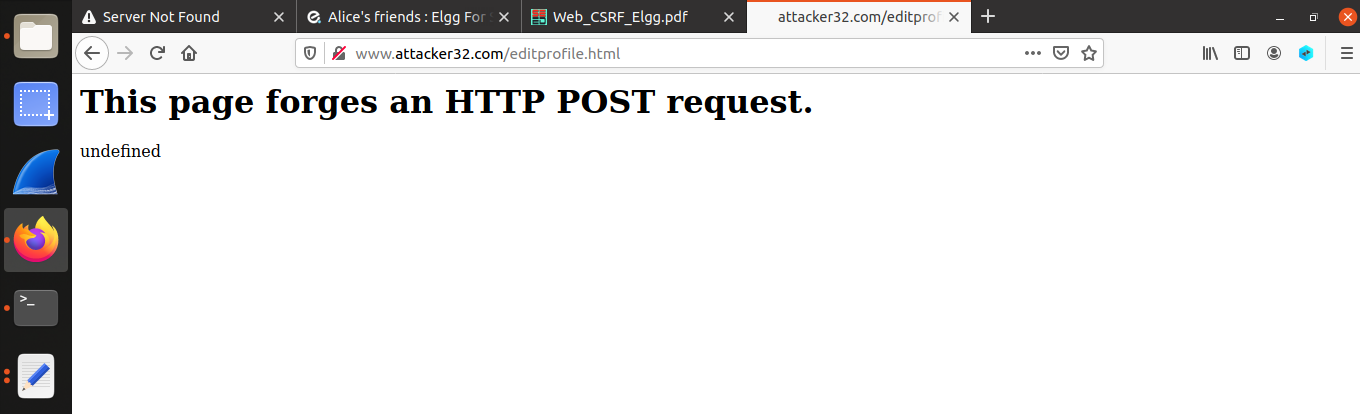 Server Not Found
Alice's friends : Elgg For S
Web_CSRF_Elgg.pdf
attacker32.com/editprof
www.attacker32.com/editprofile.html
This page forges an HTTP POST request.
undefined
>_